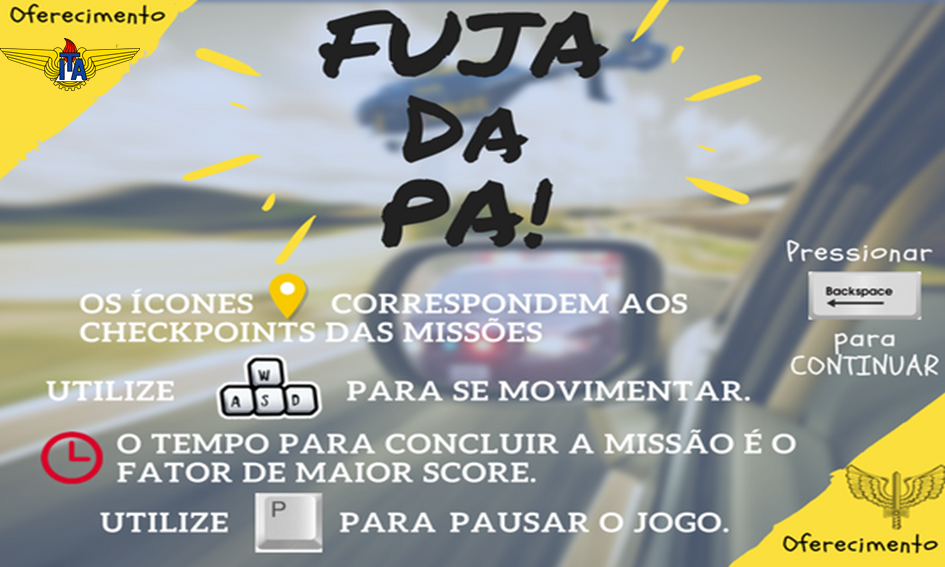 Oferecimento
ITA
FUJA
DA
PA!
OS ÍCONES CORRESPONDEM AOS
CHECKPOINTS DAS MISSÕES
UTILIZE W A S D PARA SE MOVIMENTAR.
O TEMPO PARA CONCLUIR A MISSÃO É O
FATOR DE MAIOR SCORE.
UTILIZE P PARA PAUSAR O JOGO.
Pressionar
Backspace
para
CONTINUAR
Oferecimento